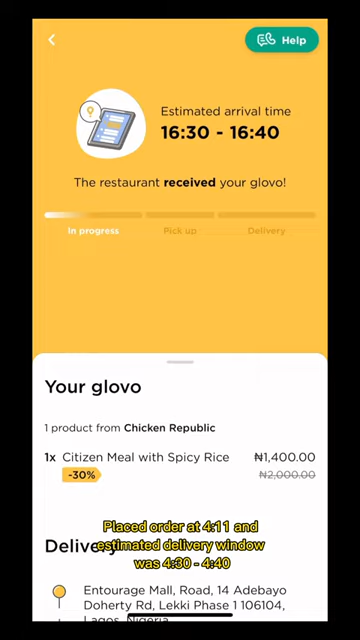 Help
Estimated arrival time
16:30 - 16:40
The restaurant received your glovo!
In progress
Pick up
Delivery
Your glovo
1 product from Chicken Republic
1x Citizen Meal with Spicy Rice ₦1,400.00
-30% ₦2,000.00
Placed order at 4:11 and
estimated delivery window
was 4:30 - 4:40
Delivery
Entourage Mall, Road, 14 Adebayo
Doherty Rd, Lekki Phase 1 106104,
Lagos, Nigeria